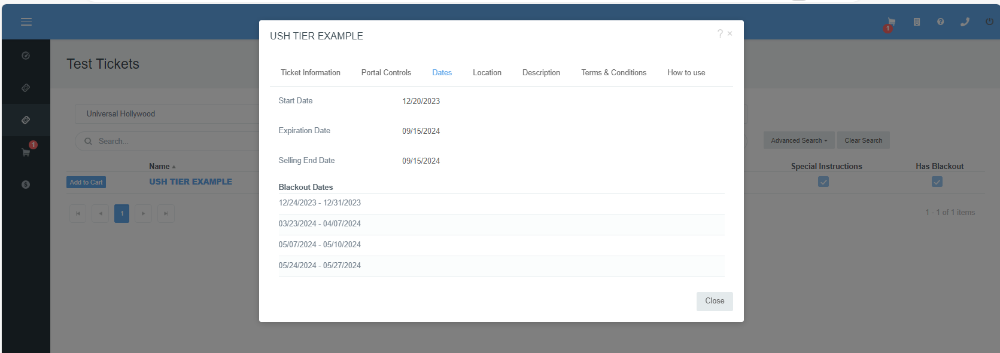 1
USH TIER EXAMPLE
? ×
Test Tickets
Ticket Information Portal Controls Dates Location Description Terms & Conditions How to use
Start Date 12/20/2023
Universal Hollywood
Expiration Date 09/15/2024
Search...
Advanced Search Clear Search
1
Selling End Date 09/15/2024
Name Special Instructions Has Blackout
Add to Cart USH TIER EXAMPLE
Blackout Dates
12/24/2023 - 12/31/2023
1 1 - 1 of 1 items
03/23/2024 - 04/07/2024
05/07/2024 - 05/10/2024
05/24/2024 - 05/27/2024
Close